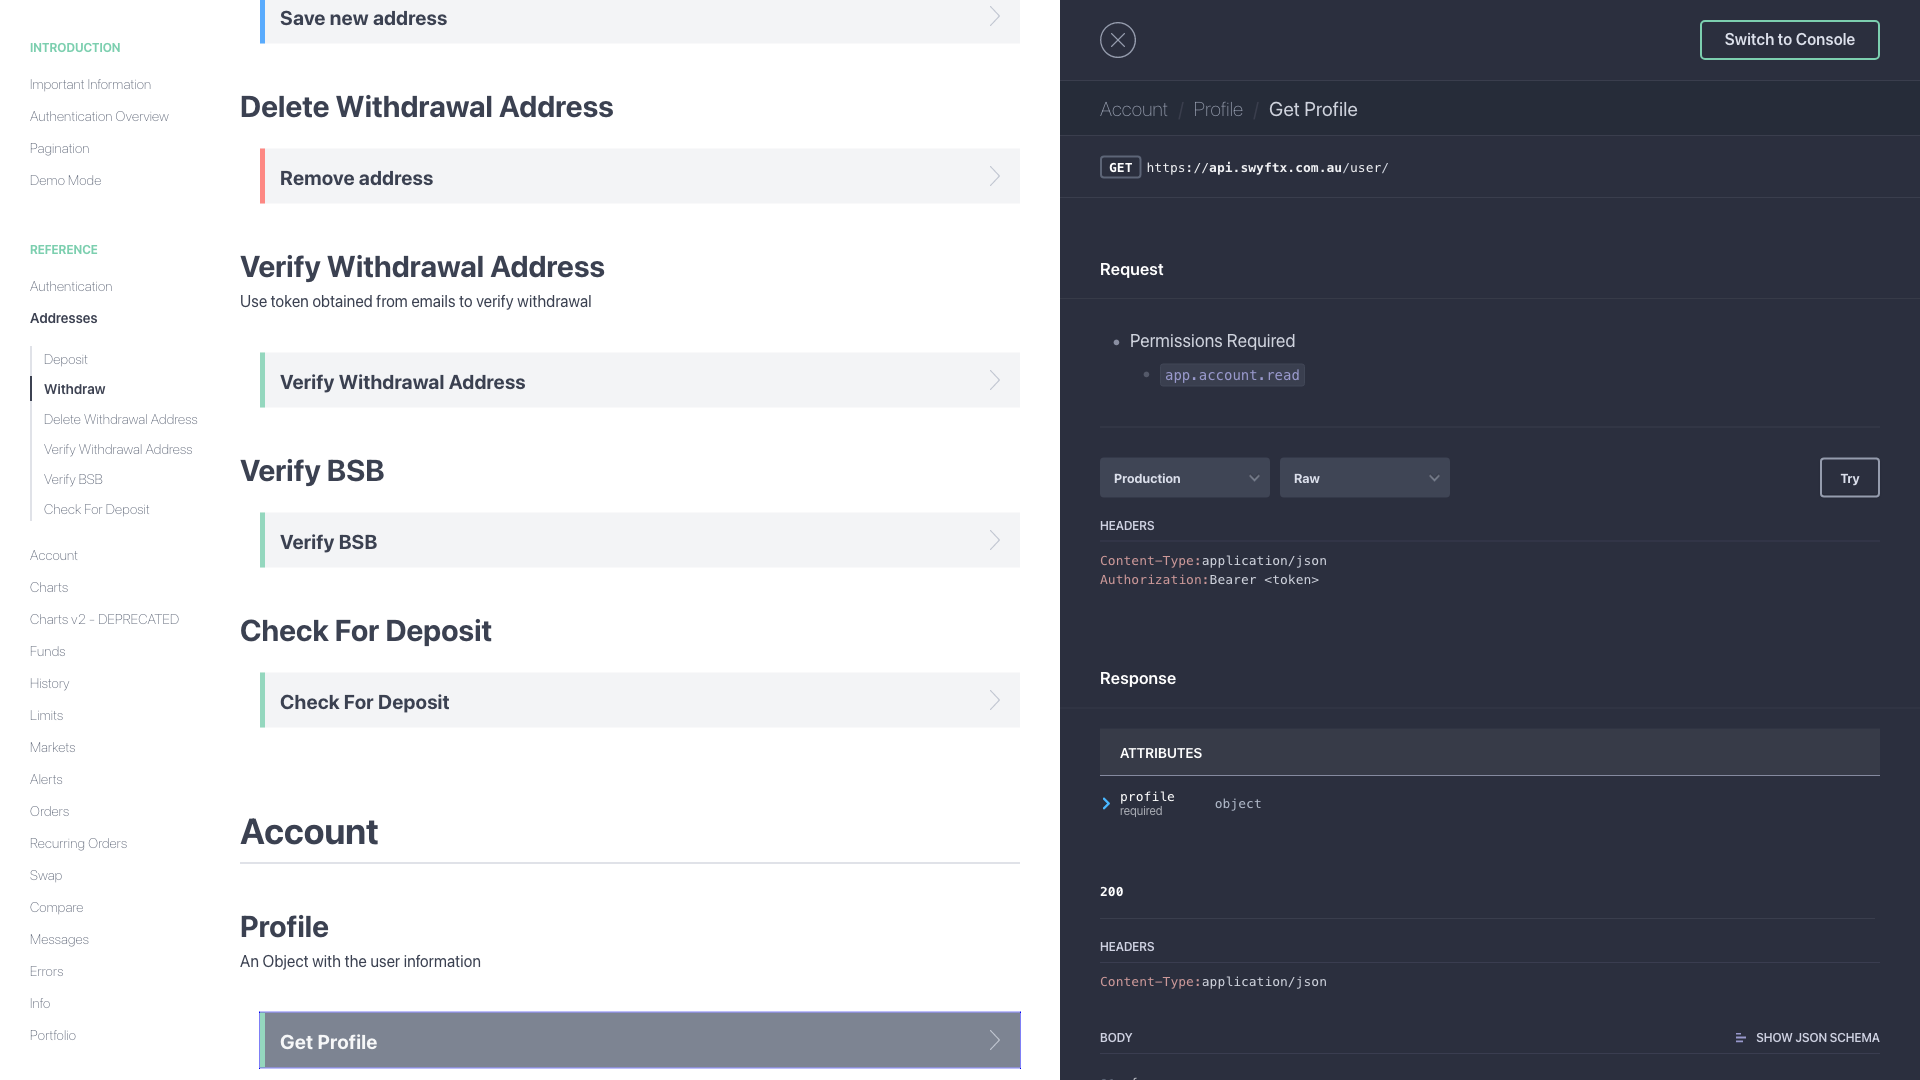 INTRODUCTION
Important Information
Authentication Overview
Pagination
Demo Mode
REFERENCE
Authentication
Addresses
Deposit
Withdraw
Delete Withdrawal Address
Verify Withdrawal Address
Verify BSB
Check For Deposit
Account
Charts
Charts v2 - DEPRECATED
Funds
History
Limits
Markets
Alerts
Orders
Recurring Orders
Swap
Compare
Messages
Errors
Info
Portfolio
Save new address
Delete Withdrawal Address
Remove address
Verify Withdrawal Address
Use token obtained from emails to verify withdrawal
Verify Withdrawal Address
Verify BSB
Verify BSB
Check For Deposit
Check For Deposit
Account
Profile
An Object with the user information
Get Profile
Switch to Console
Account / Profile / Get Profile
GET https://api.swyftx.com.au/user/
Request
Permissions Required
app.account.read
Production Raw Try
HEADERS
Content-Type:application/json
Authorization:Bearer <token>
Response
ATTRIBUTES
profile object
required
200
HEADERS
Content-Type:application/json
BODY SHOW JSON SCHEMA